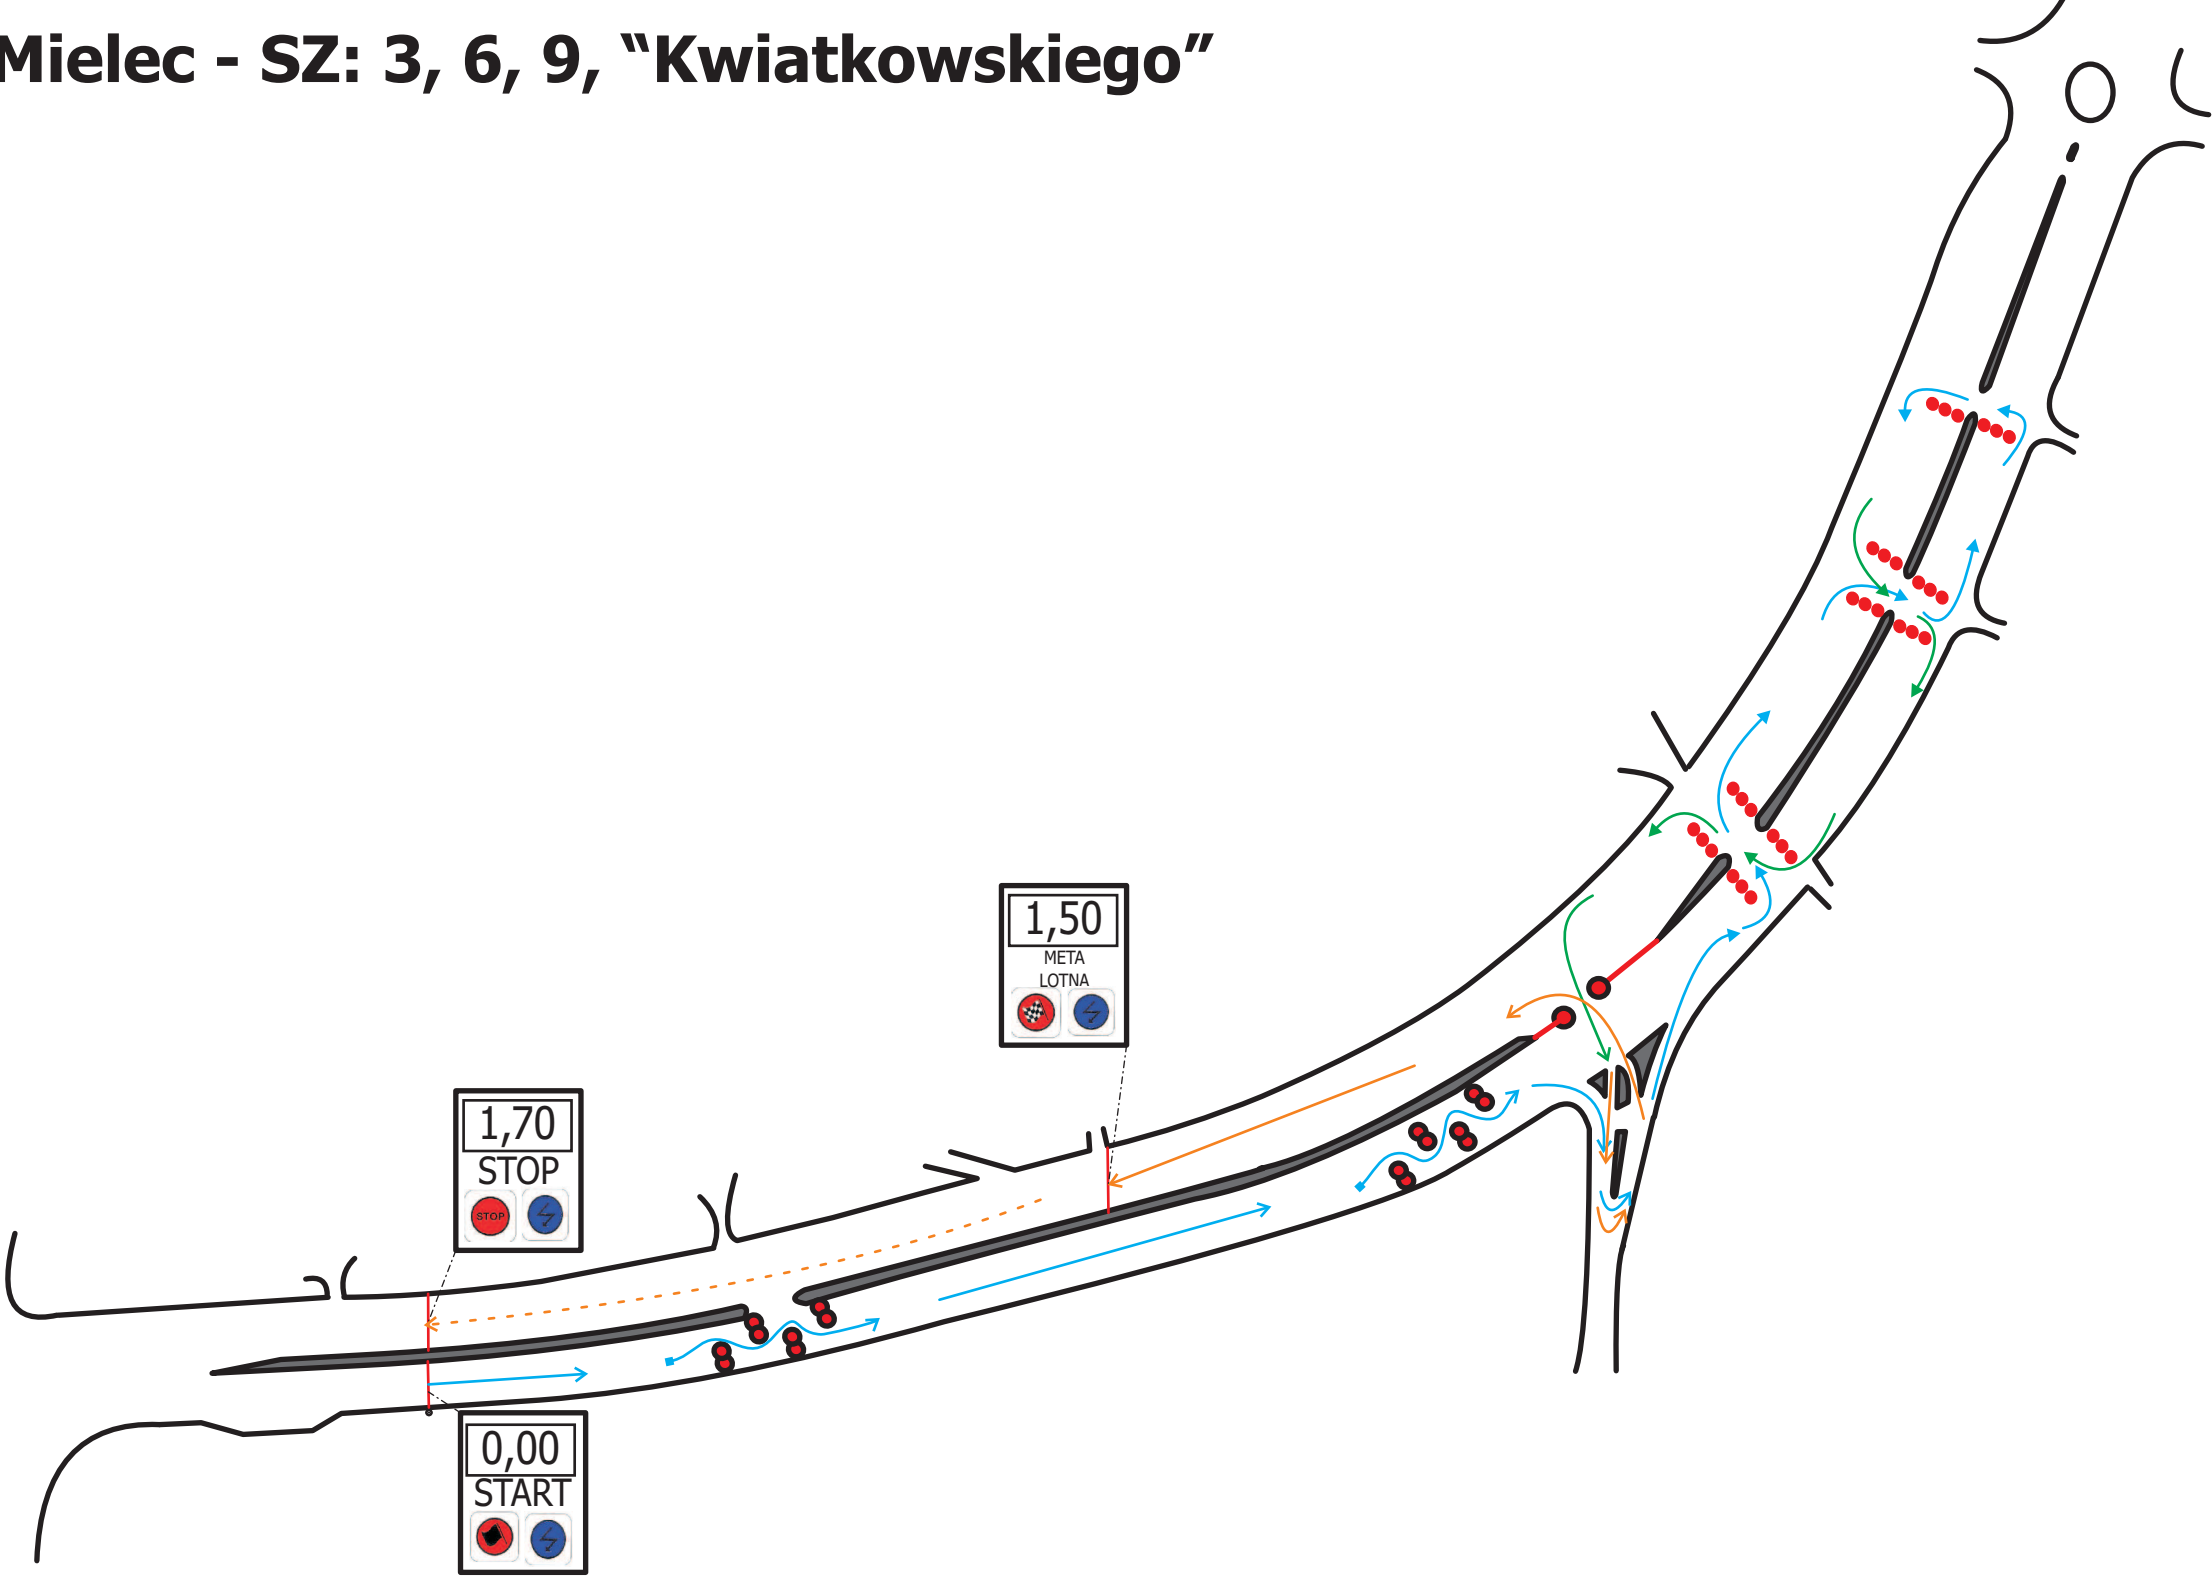 Mielec - SZ: 3, 6, 9, “Kwiatkowskiego”
1,50
META
LOTNA
1,70
STOP
STOP
0,00
START